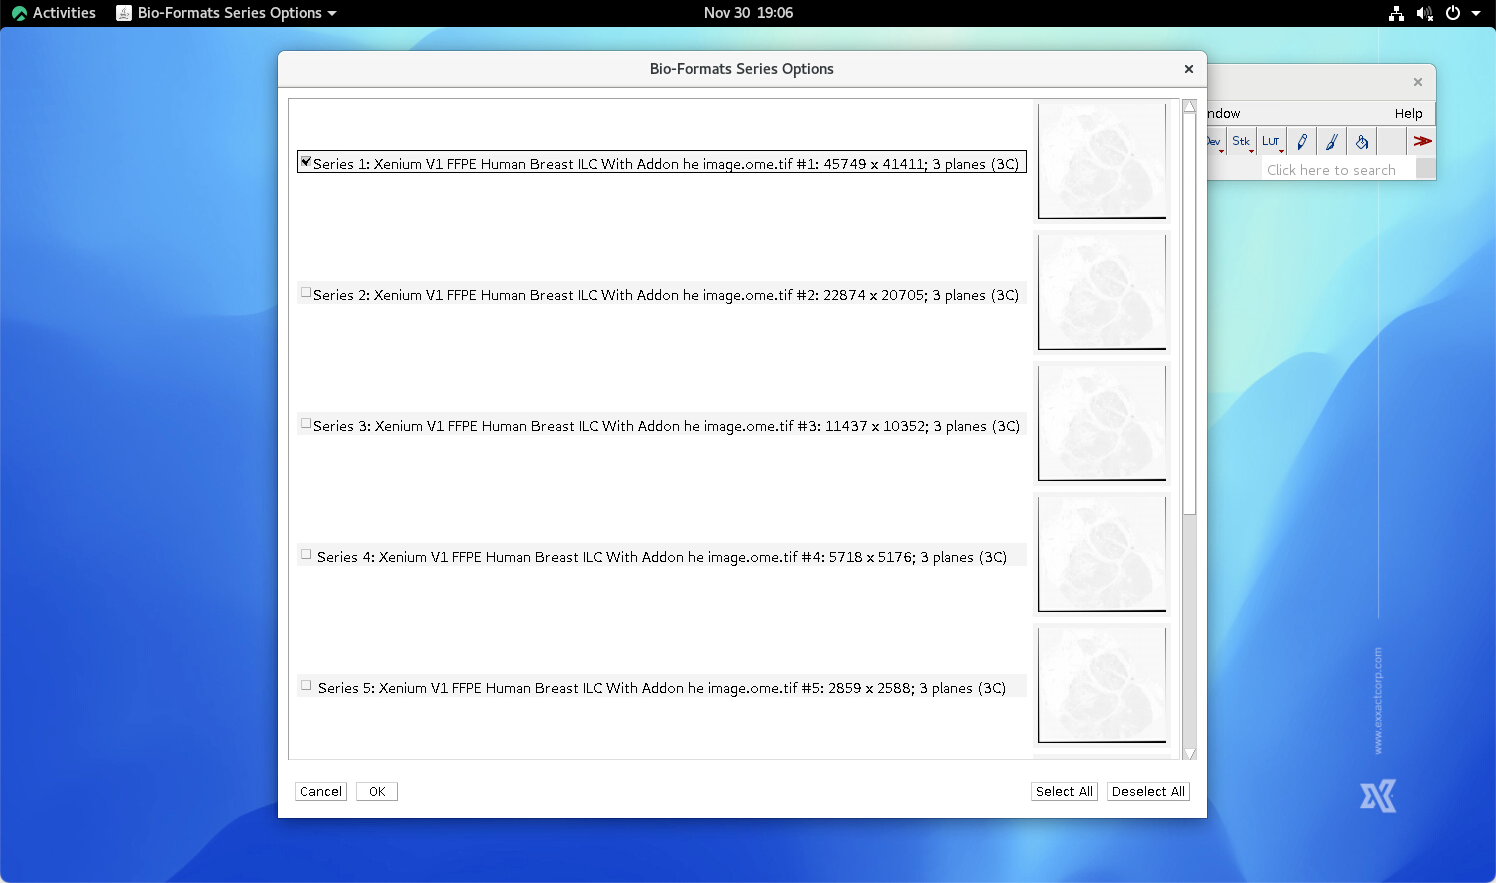 Activities
Bio-Formats Series Options
Nov 30 19:06
Bio-Formats Series Options
ndow
Help
Dev
Stk
LUT
Click here to search
Series 1: Xenium V1 FFPE Human Breast ILC With Addon he image.ome.tif #1: 45749 x 41411; 3 planes (3C)
Series 2: Xenium V1 FFPE Human Breast ILC With Addon he image.ome.tif #2: 22874 x 20705; 3 planes (3C)
Series 3: Xenium V1 FFPE Human Breast ILC With Addon he image.ome.tif #3: 11437 x 10352; 3 planes (3C)
Series 4: Xenium V1 FFPE Human Breast ILC With Addon he image.ome.tif #4: 5718 x 5176; 3 planes (3C)
Series 5: Xenium V1 FFPE Human Breast ILC With Addon he image.ome.tif #5: 2859 x 2588; 3 planes (3C)
Cancel
OK
Select All
Deselect All
www.exxactcorp.com